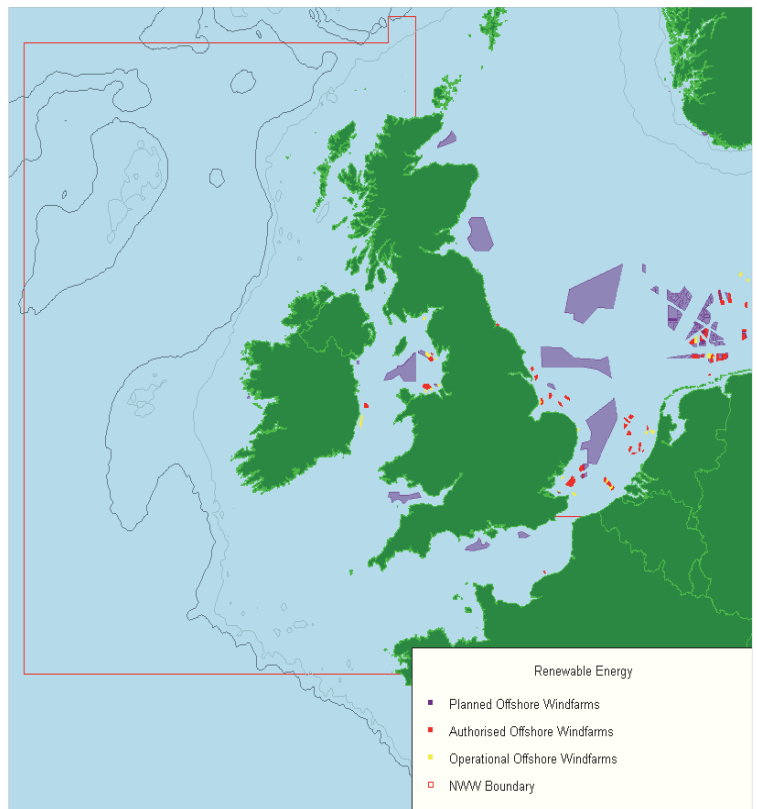 Renewable Energy
Planned Offshore Windfarms
Authorised Offshore Windfarms
Operational Offshore Windfarms
NWW Boundary